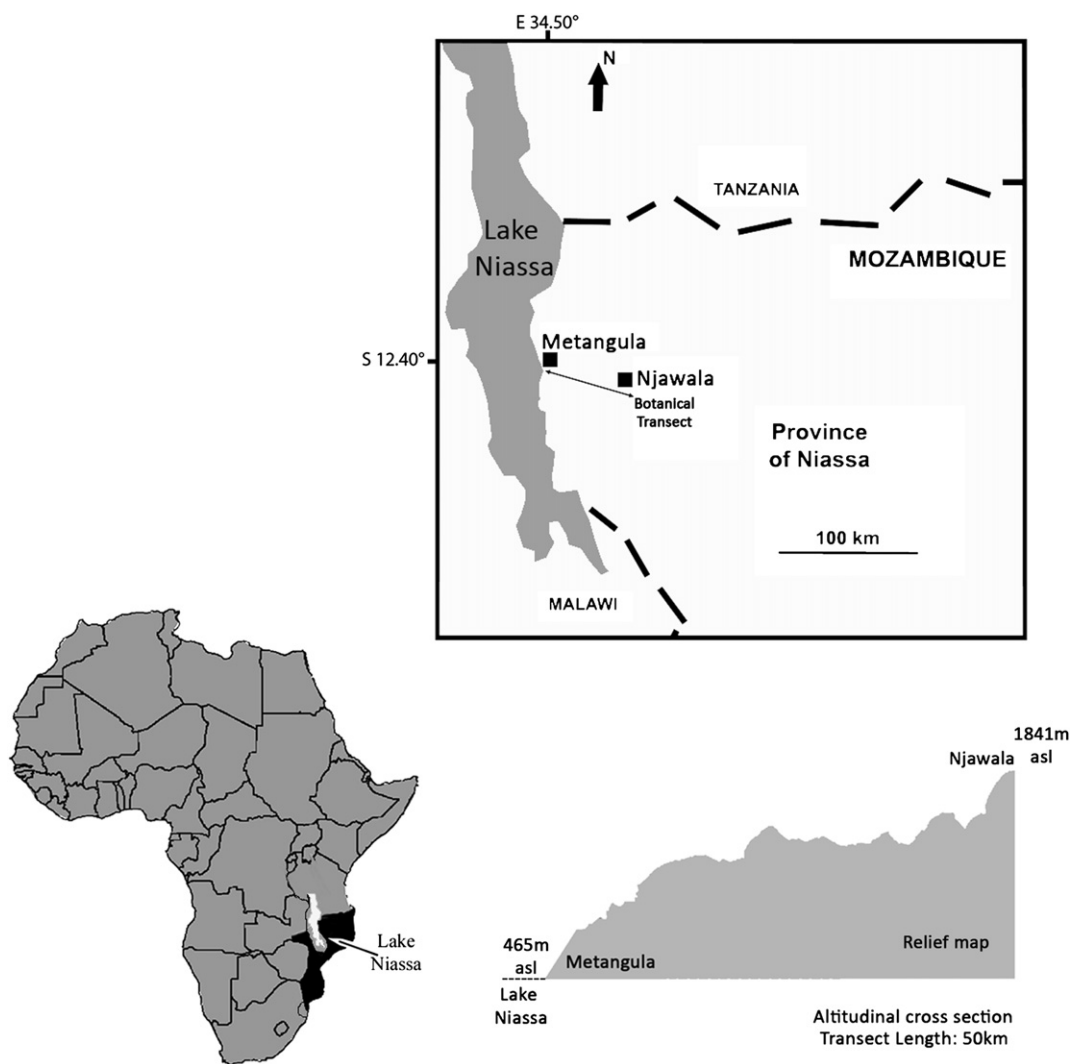 E 34.50°
N
TANZANIA
Lake
Niassa
MOZAMBIQUE
Metangula
S 12.40°
Njawala
Botanical
Transect
Province
of Niassa
100 km
MALAWI
Lake
Niassa
1841m
asl
Njawala
465m
asl
Metangula
Relief map
Lake
Niassa
Altitudinal cross section
Transect Length: 50km